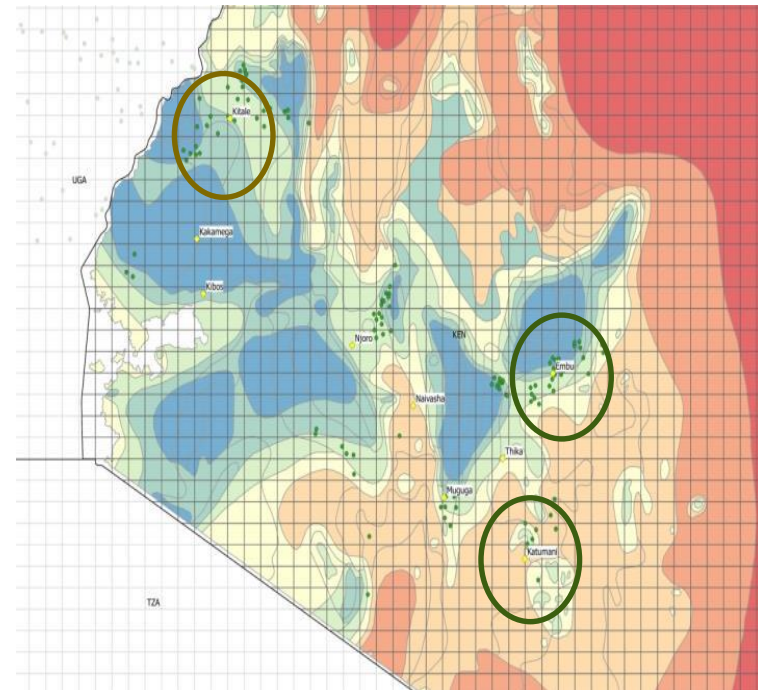 Kitale
UGA
Kakamega
Kibos
KEN
Njoro
Embu
Naivasha
Thika
Muguga
Katumani
TZA